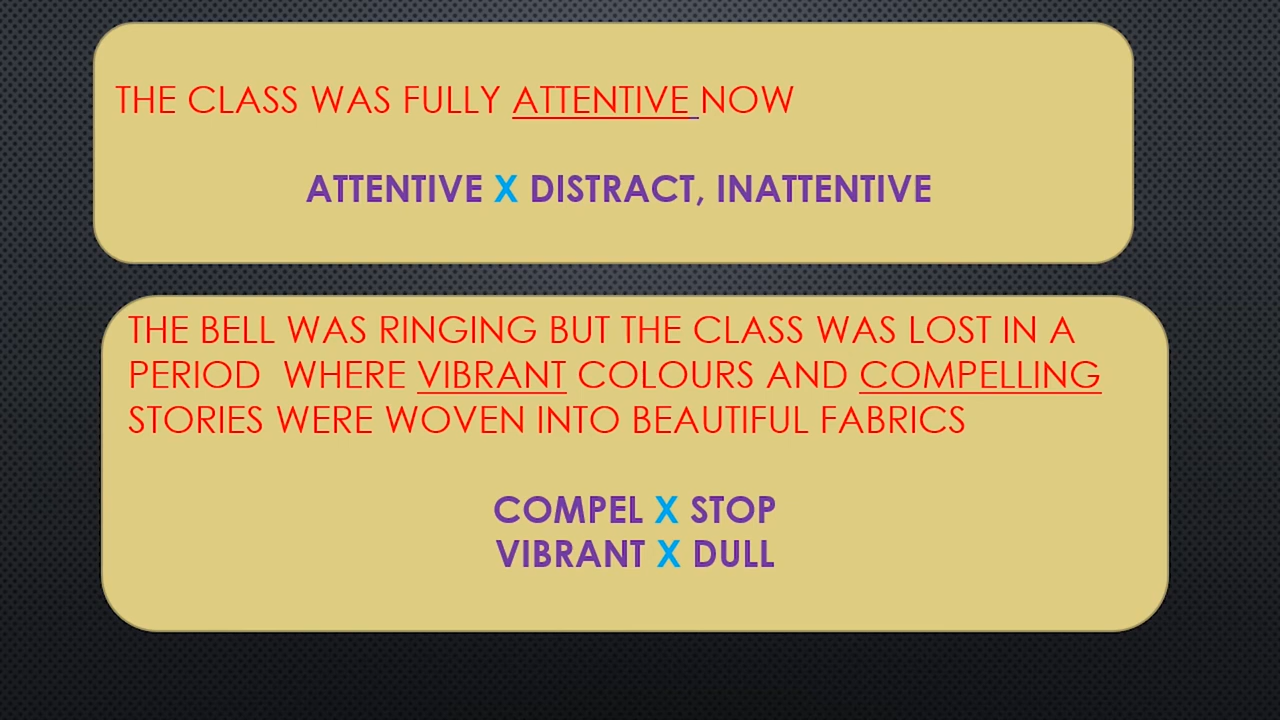 THE CLASS WAS FULLY ATTENTIVE NOW
ATTENTIVE X DISTRACT, INATTENTIVE
THE BELL WAS RINGING BUT THE CLASS WAS LOST IN A
PERIOD  WHERE VIBRANT COLOURS AND COMPELLING
STORIES WERE WOVEN INTO BEAUTIFUL FABRICS
COMPEL X STOP
VIBRANT X DULL